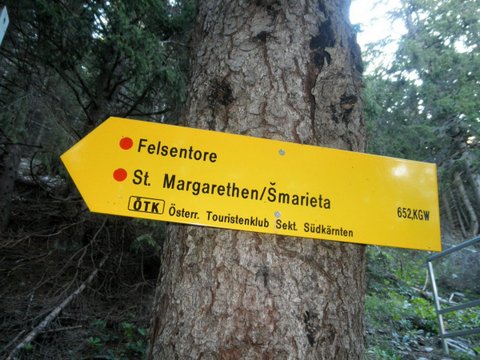 Felsentore
St. Margarethen/Šmarieta
652,KGW
ÖTK Österr. Touristenklub Sekt. Südkärnten